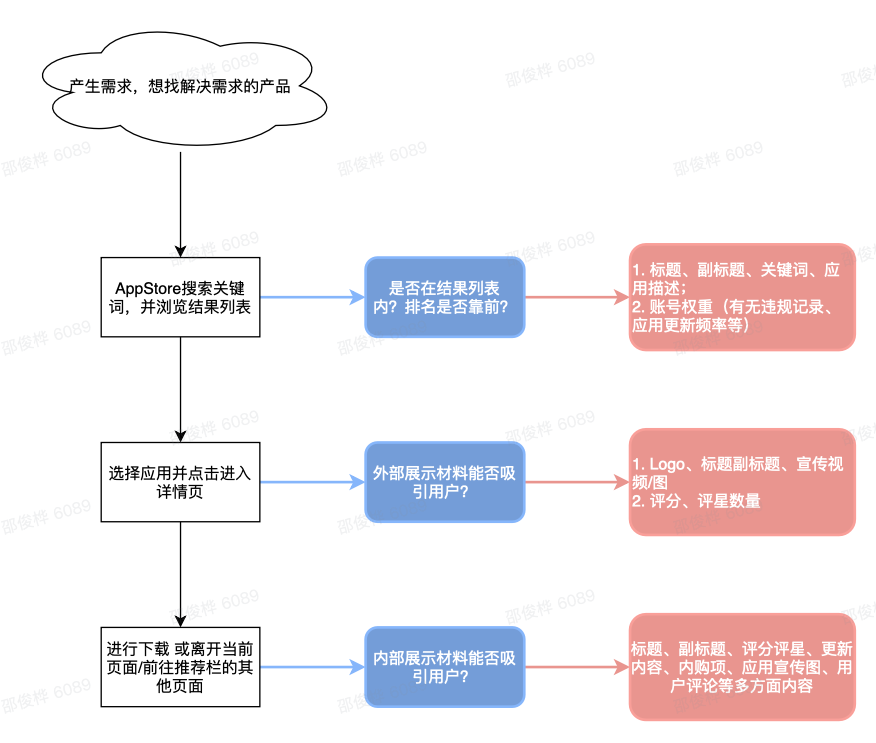 产生需求，想找解决需求的产品
AppStore搜索关键
词，并浏览结果列表
是否在结果列表
内？排名是否靠前？
1. 标题、副标题、关键词、应
用描述；
2. 账号权重（有无违规记录、
应用更新频率等）
选择应用并点击进入
详情页
外部展示材料能否吸
引用户？
1. Logo、标题副标题、宣传视
频/图
2. 评分、评星数量
进行下载 或离开当前
页面/前往推荐栏的其
他页面
内部展示材料能否吸
引用户？
标题、副标题、评分评星、更新
内容、内购项、应用宣传图、用
户评论等多方面内容
邵俊桦 6089